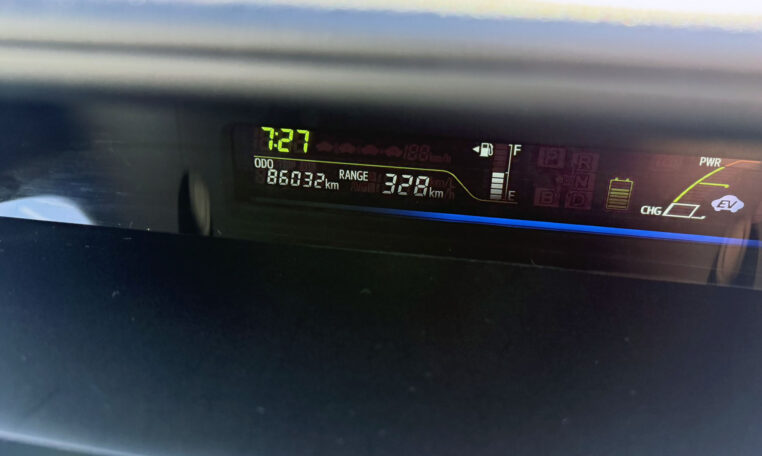 7:27
F
PWR
ODO
86032km
RANGE
328km
E
CHG
EV
P
R
N
B
D